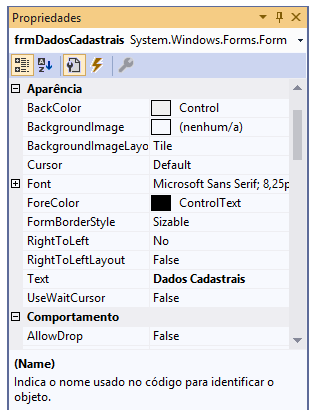 Propriedades
frmDadosCadastrais System.Windows.Forms.Form
Aparência
BackColor Control
BackgroundImage (nenhum/a)
BackgroundImageLayo Tile
Cursor Default
Font Microsoft Sans Serif; 8,25p
ForeColor ControlText
FormBorderStyle Sizable
RightToLeft No
RightToLeftLayout False
Text Dados Cadastrais
UseWaitCursor False
Comportamento
AllowDrop False
(Name)
Indica o nome usado no código para identificar o
objeto.